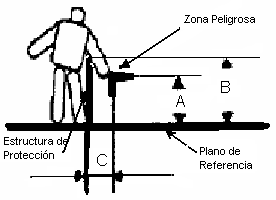 Zona Peligrosa
B
A
Estructura de
Protección
Plano de
Referencia
C